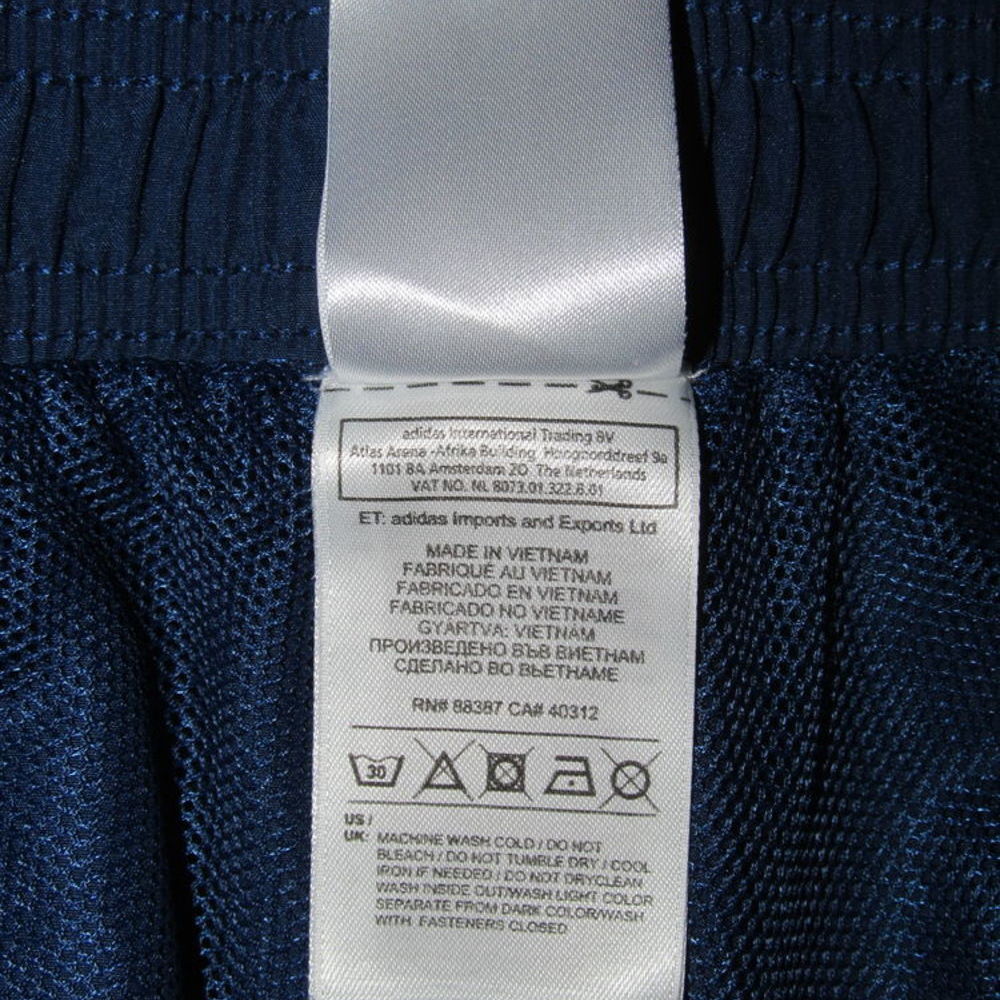 adidas International Trading BV
Atlas Arena -Afrika Building, Hoogoorddreef 9a
1101 BA Amsterdam ZO The Netherlands
VAT NO. NL 8073.01.322.B.01
ET: adidas Imports and Exports Ltd
MADE IN VIETNAM
FABRIQUÉ AU VIETNAM
FABRICADO EN VIETNAM
FABRICADO NO VIETNAME
GYÁRTVA: VIETNAM
ПРОИЗВЕДЕНО ВЪВ ВИЕТНАМ
СДЕЛАНО ВО ВЬЕТНАМЕ
RN# 88387 CA# 40312
30
US /
UK: MACHINE WASH COLD / DO NOT
BLEACH / DO NOT TUMBLE DRY / COOL
IRON IF NEEDED / DO NOT DRYCLEAN
WASH INSIDE OUT/WASH LIGHT COLOR
SEPARATE FROM DARK COLOR/WASH
WITH FASTENERS CLOSED